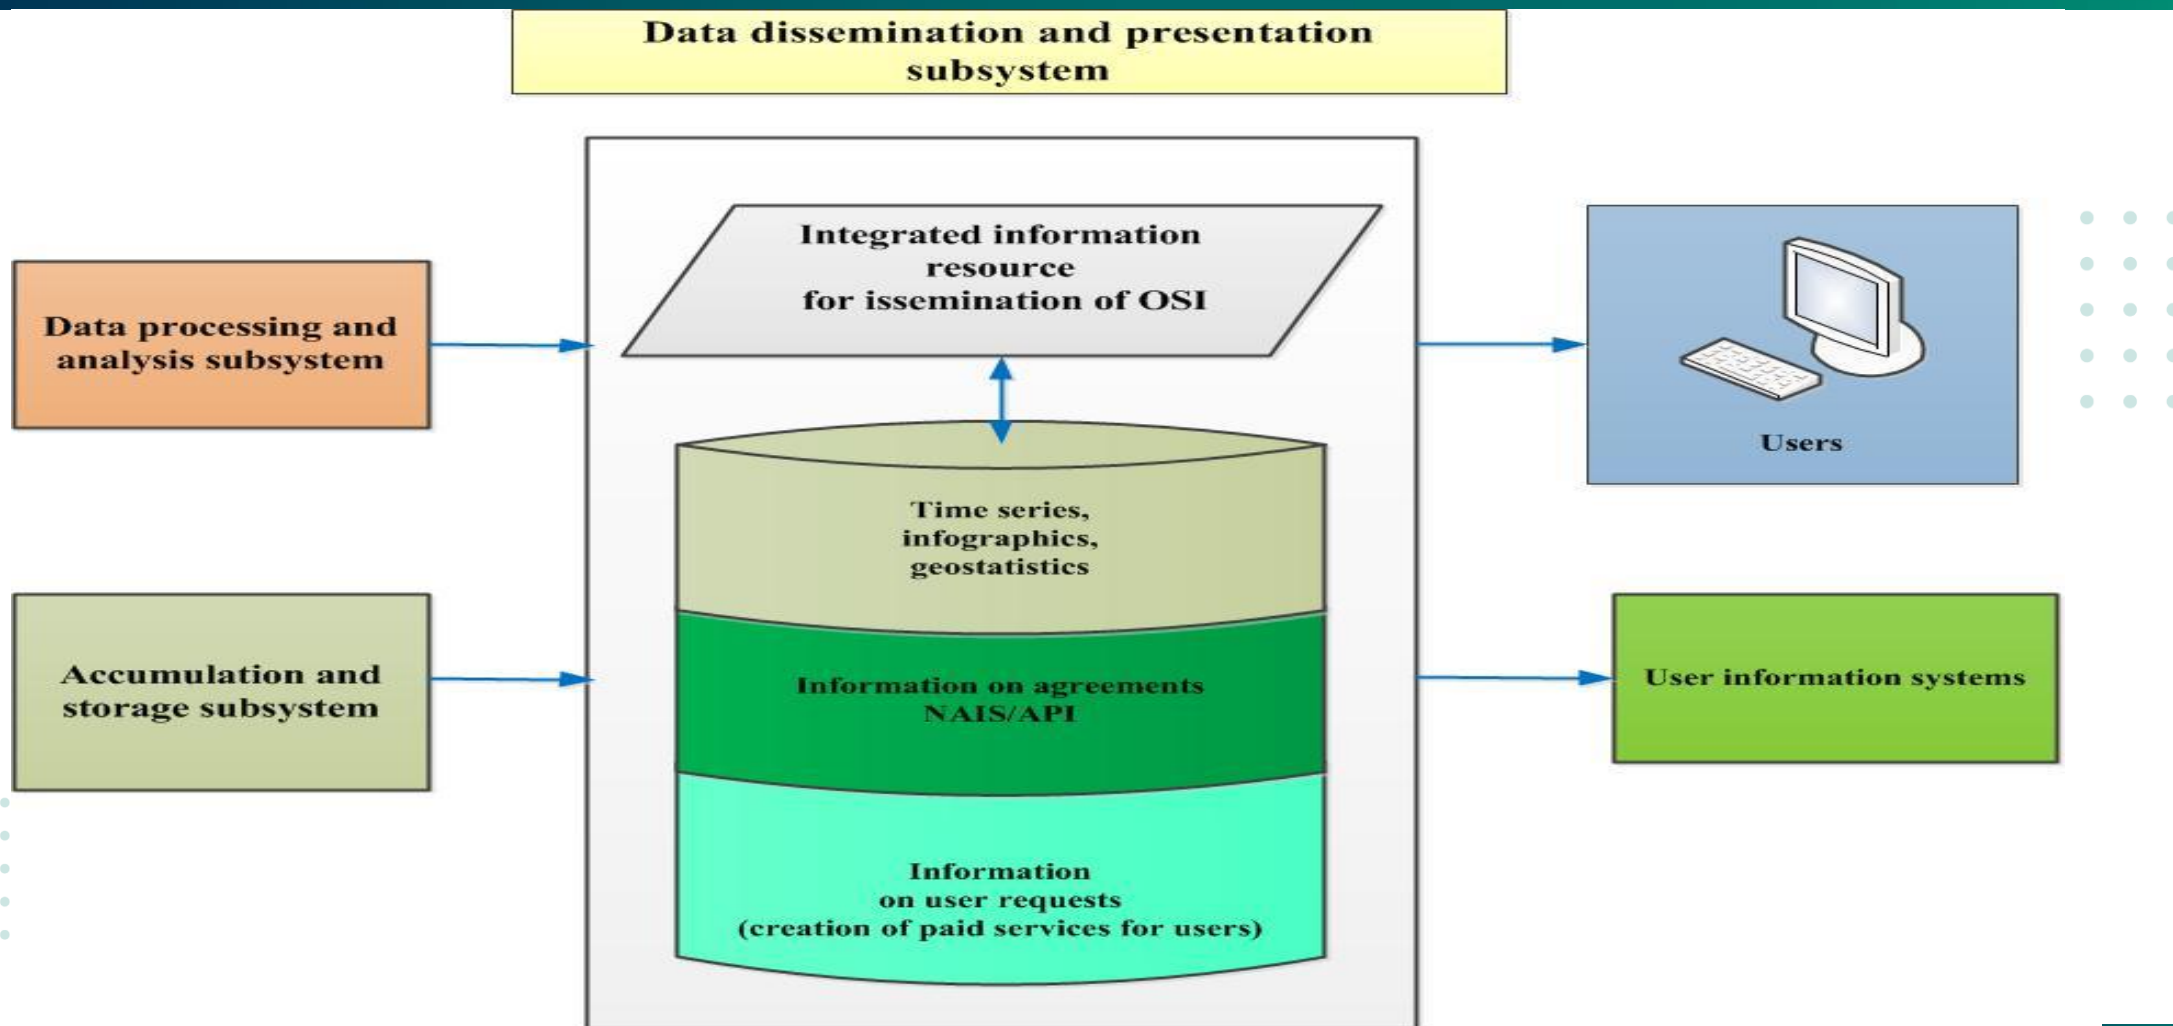 Data dissemination and presentation
subsystem
Integrated information
resource
for issemination of OSI
Data processing and
analysis subsystem
Users
Time series,
infographics,
geostatistics
Accumulation and
storage subsystem
Information on agreements
NAIS/API
User information systems
Information
on user requests
(creation of paid services for users)